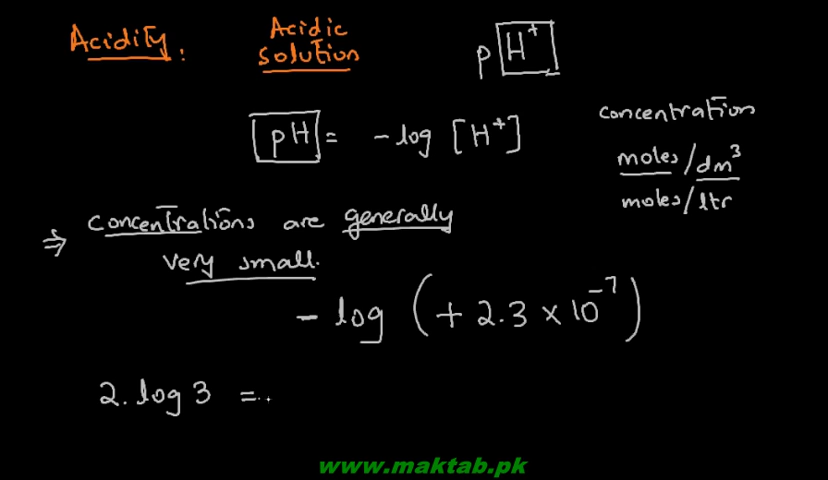 Acidity:
Acidic
solution
pH⁺
pH = -log [H⁺]
concentration
moles/dm³
moles/ltr
⇒ concentrations are generally
very small.
- log (+ 2.3 × 10⁻⁷)
2. log 3 =..
www.maktab.pk